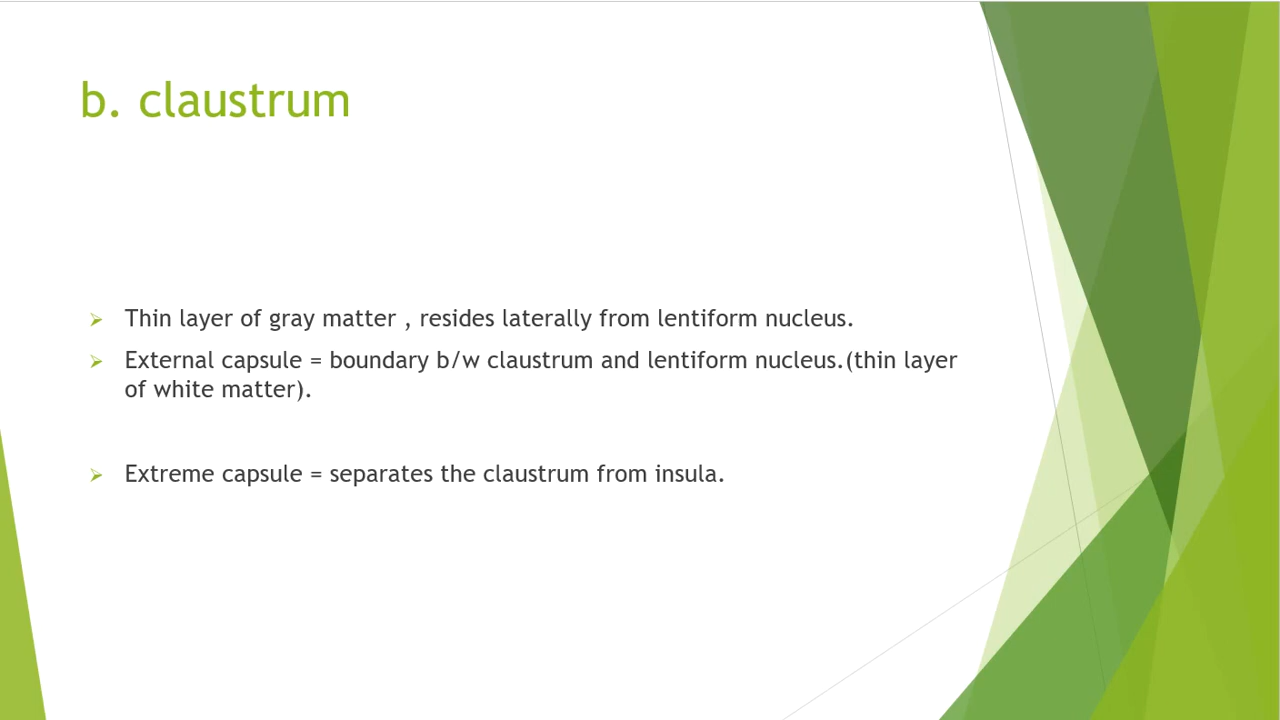 b. claustrum
Thin layer of gray matter , resides laterally from lentiform nucleus.
External capsule = boundary b/w claustrum and lentiform nucleus.(thin layer
of white matter).
Extreme capsule = separates the claustrum from insula.